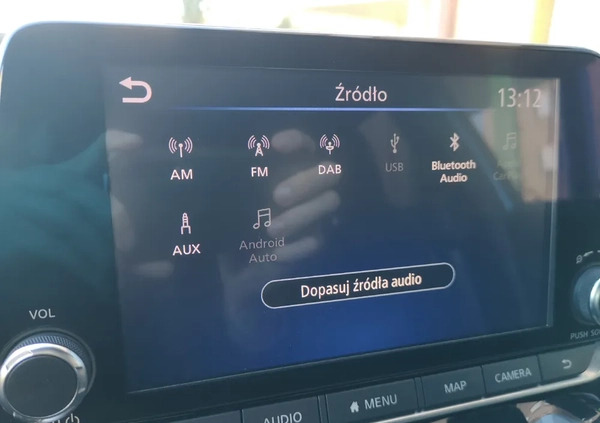 Źródło
13:12
AM
FM
DAB
USB
Bluetooth
Audio
AUX
Android
Auto
Dopasuj źródła audio
VOL
AUDIO
MENU
MAP
CAMERA
PUSH